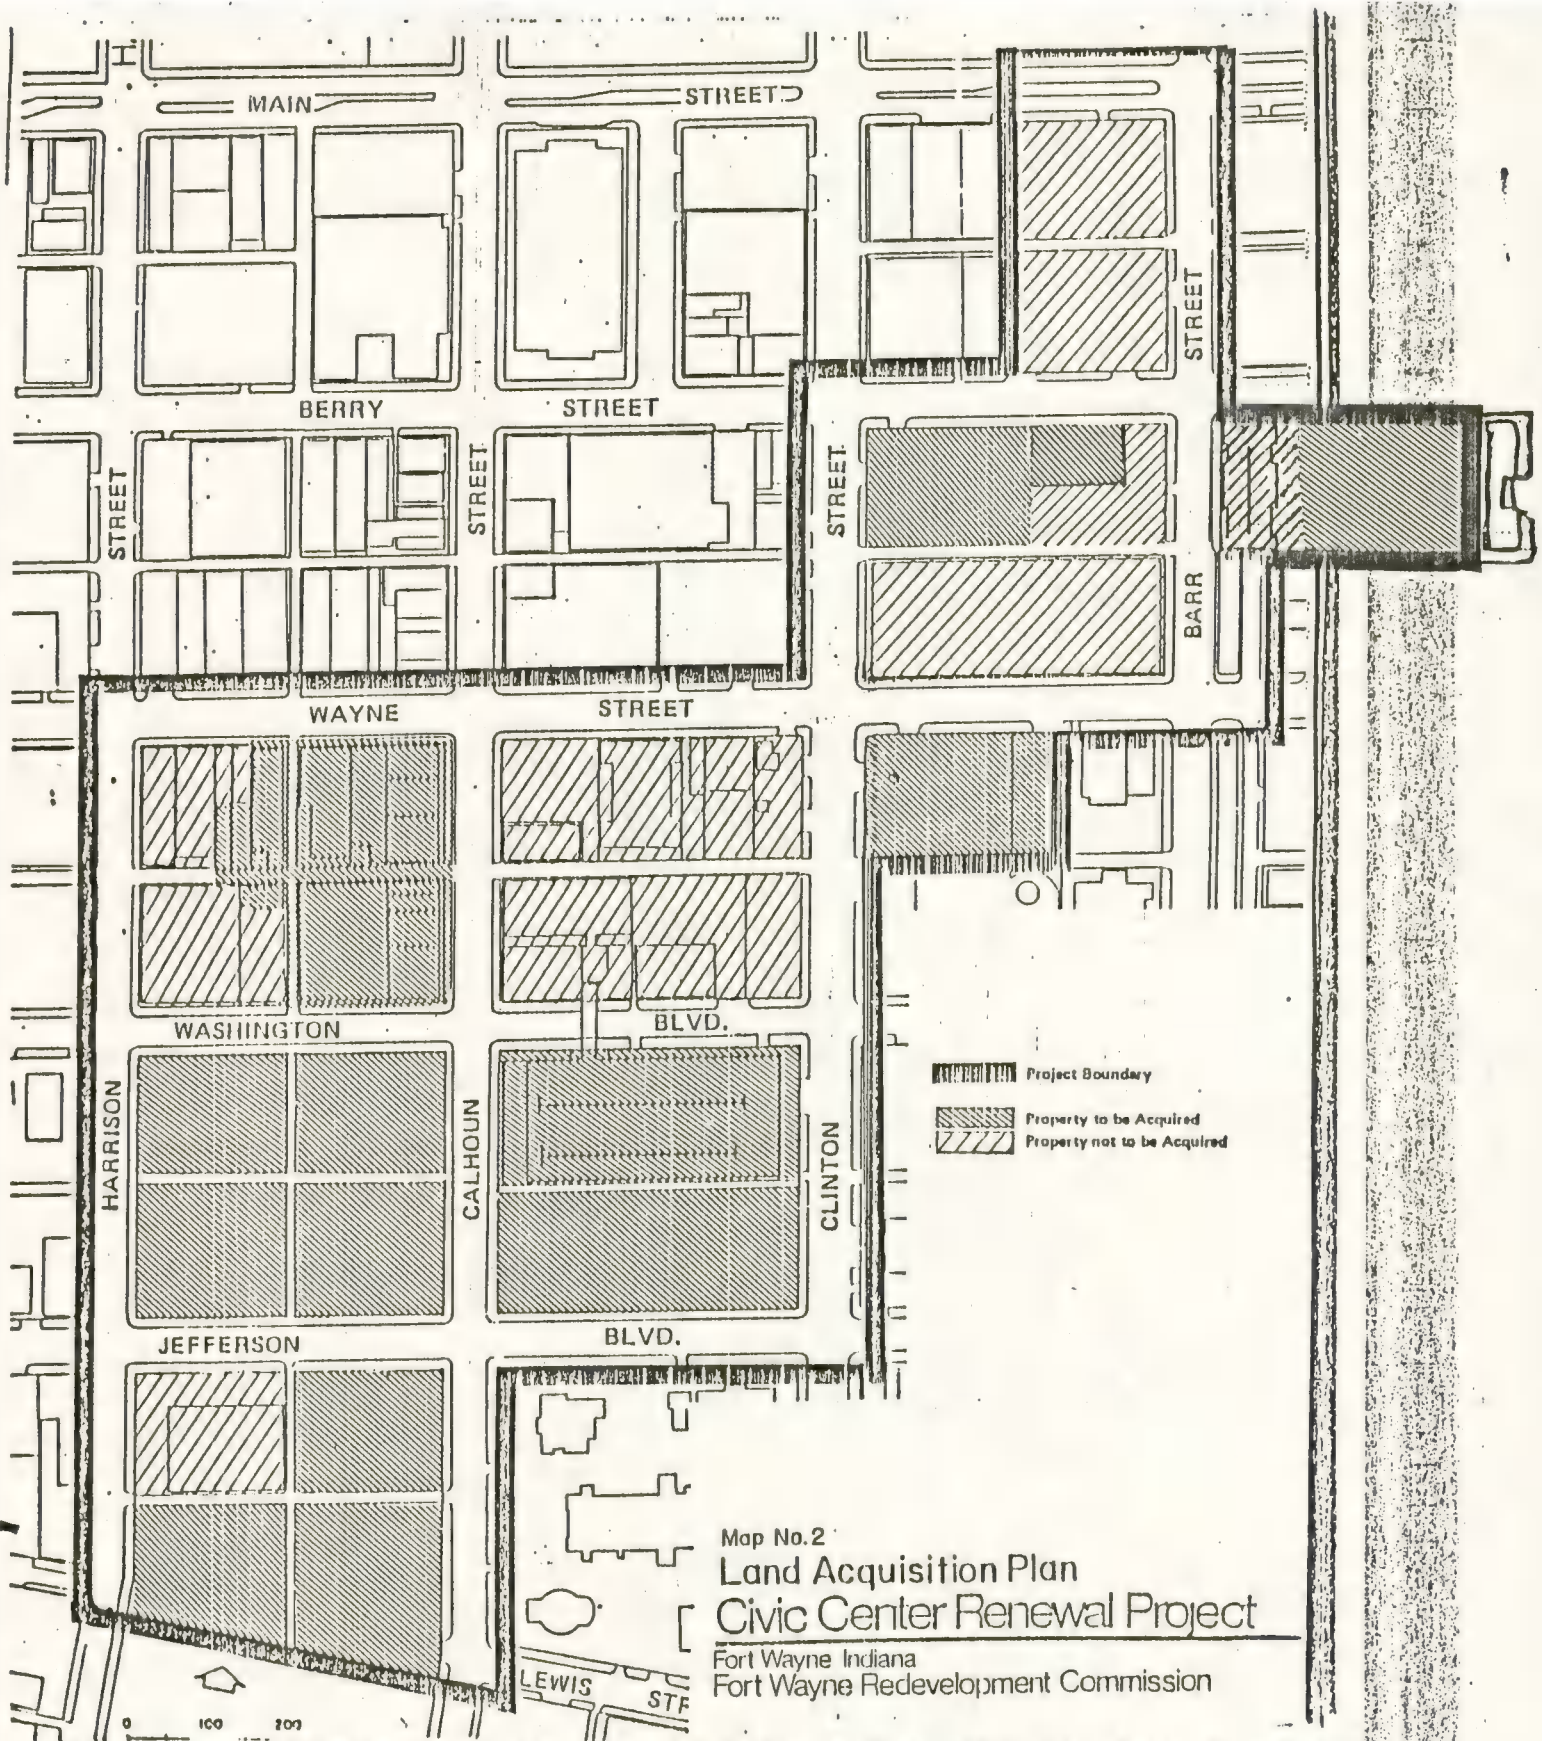 MAIN STREET
STREET
BERRY STREET
STREET
STREET
STREET
BARR
WAYNE STREET
WASHINGTON BLVD.
HARRISON
CALHOUN
CLINTON
Project Boundary
Property to be Acquired
Property not to be Acquired
JEFFERSON BLVD.
Map No.2
Land Acquisition Plan
Civic Center Renewal Project
Fort Wayne Indiana
Fort Wayne Redevelopment Commission
LEWIS STR
0 100 200